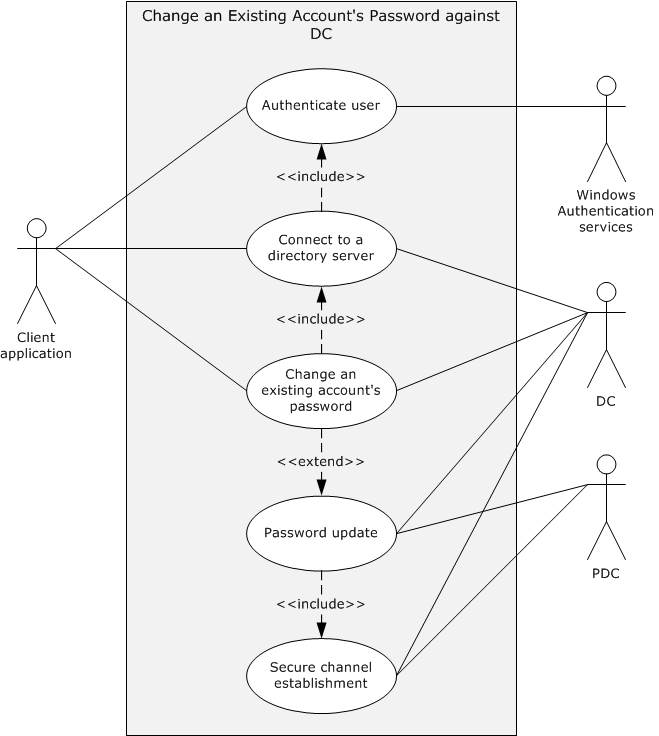 Change an Existing Account's Password against
DC
Authenticate user
<<include>>
Windows
Authentication
services
Connect to a
directory server
<<include>>
Client
application
Change an
existing account's
password
DC
<<extend>>
Password update
PDC
<<include>>
Secure channel
establishment